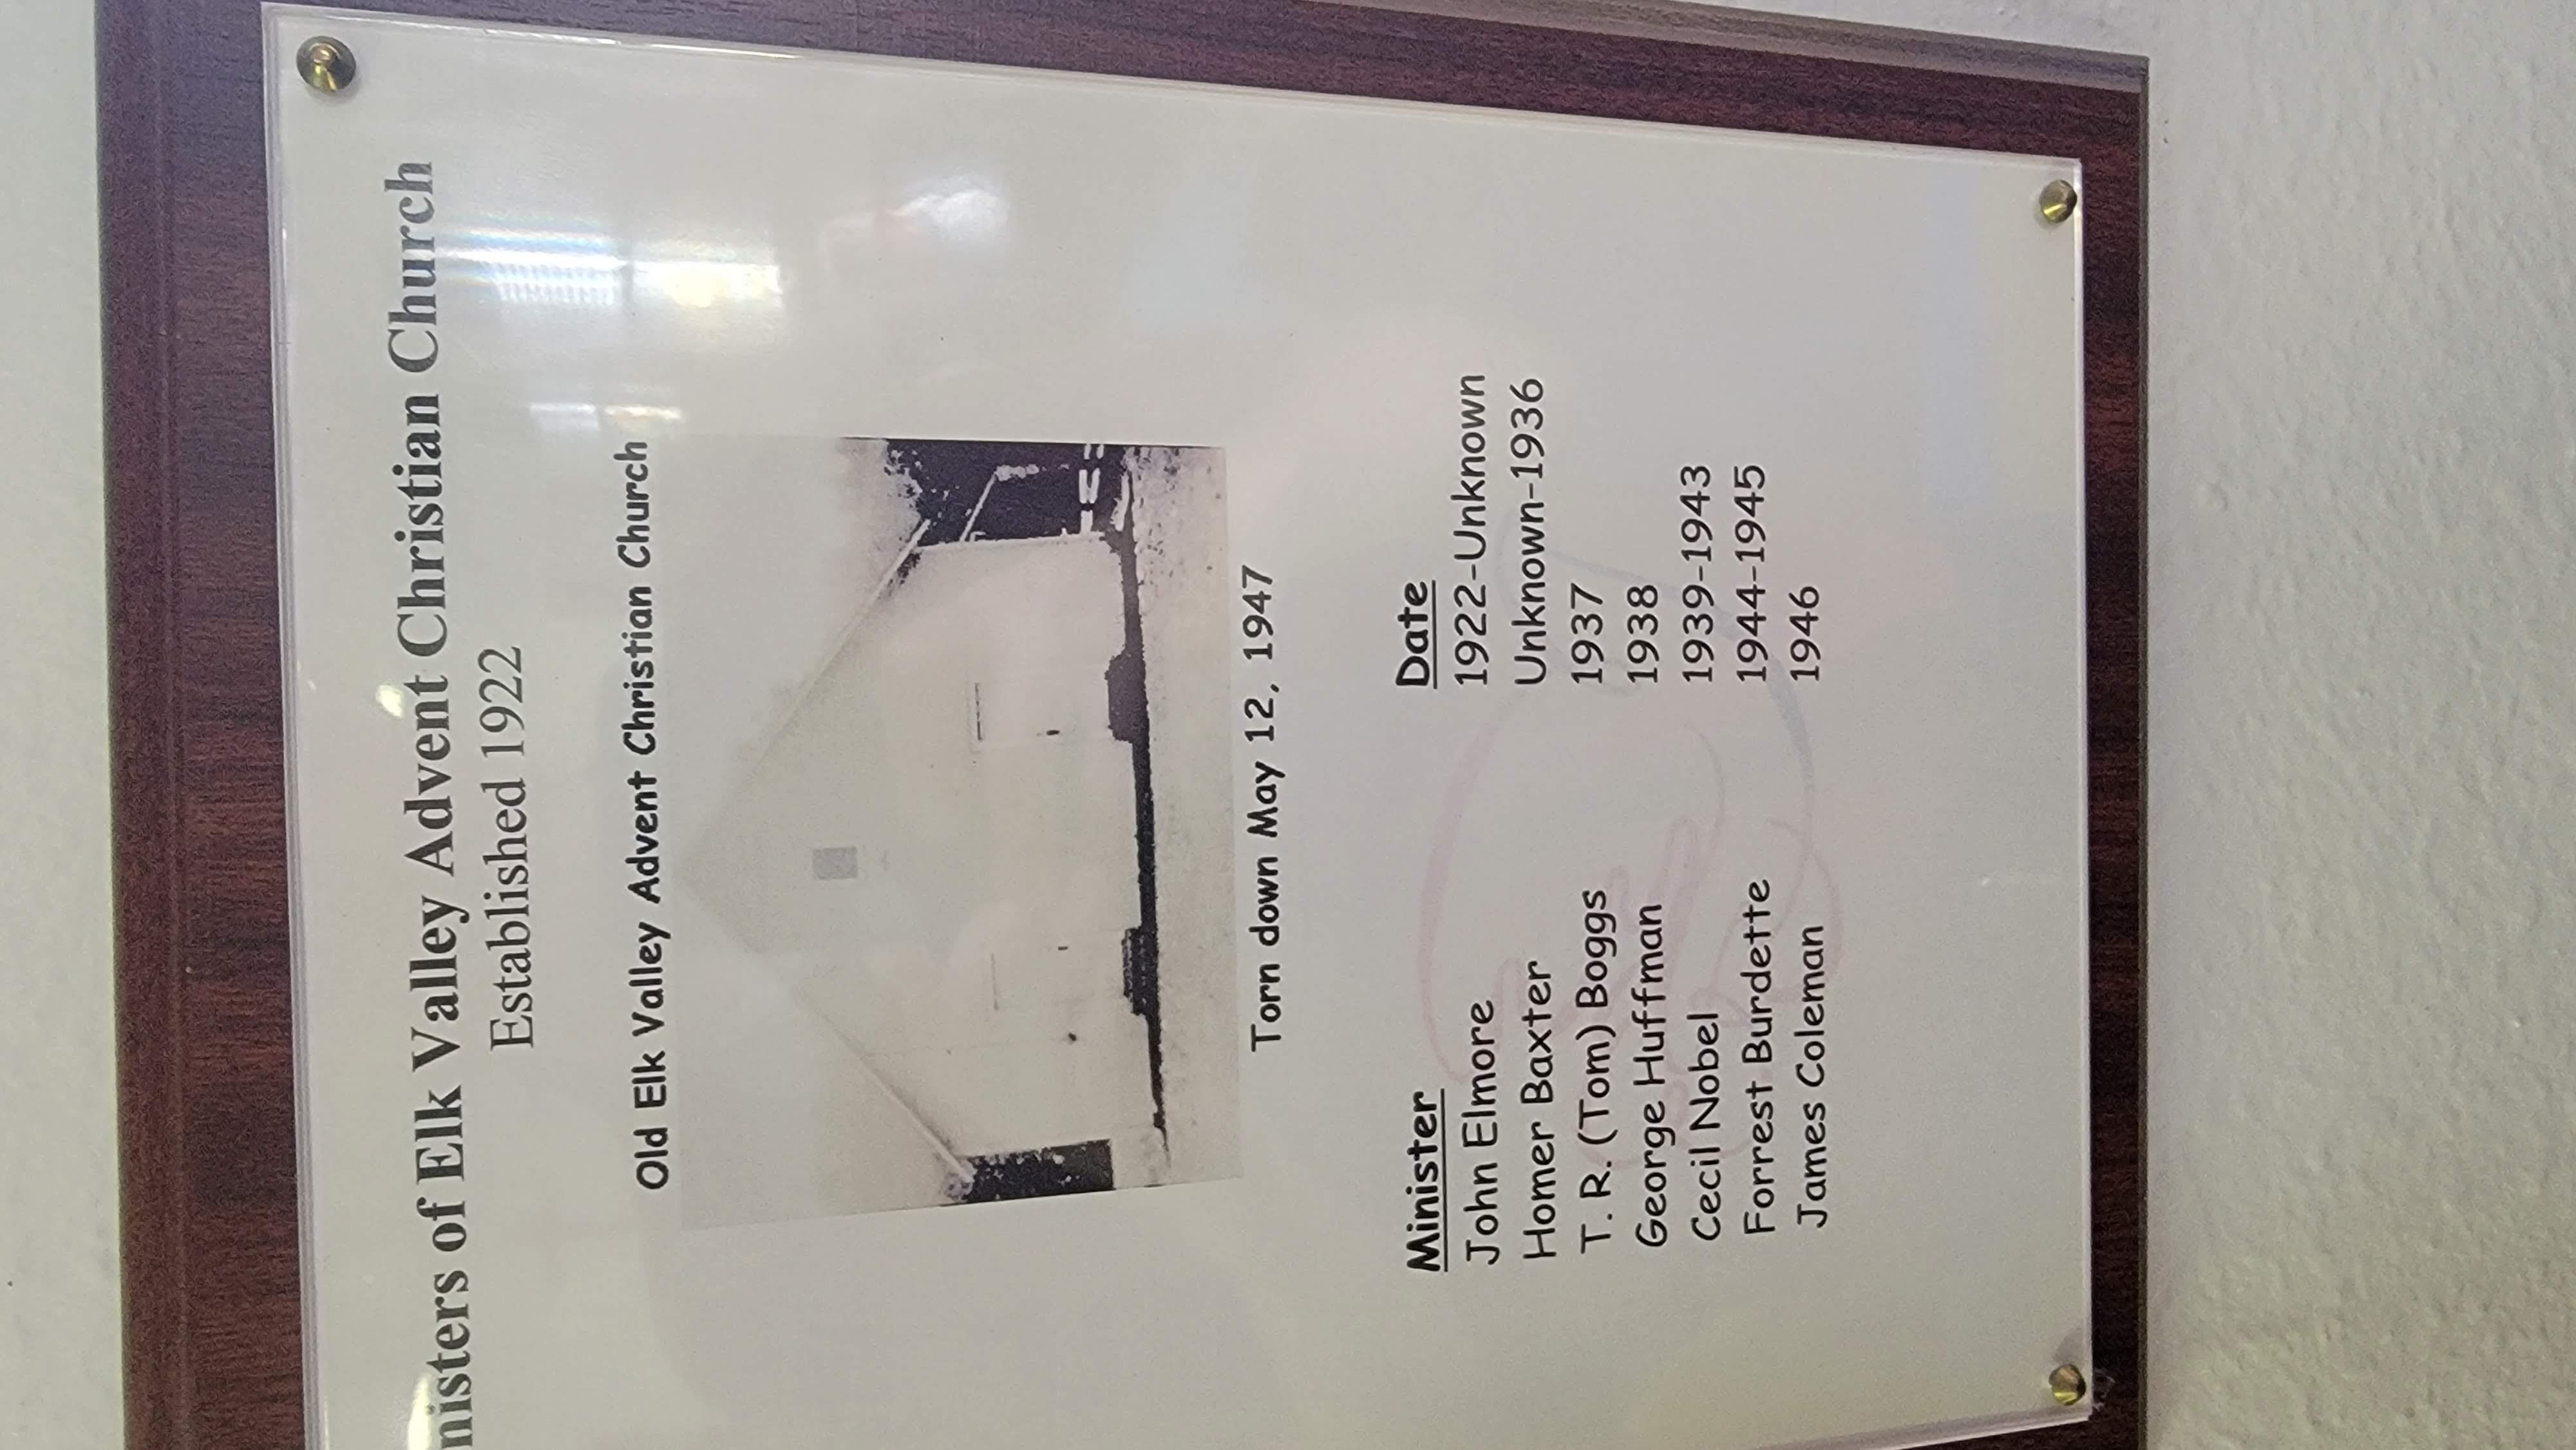 nisters of Elk Valley Advent Christian Church
Established 1922
Old Elk Valley Advent Christian Church
Torn down May 12, 1947
Minister Date
John Elmore 1922-Unknown
Homer Baxter Unknown-1936
T. R. (Tom) Boggs 1937
George Huffman 1938
Cecil Nobel 1939-1943
Forrest Burdette 1944-1945
James Coleman 1946